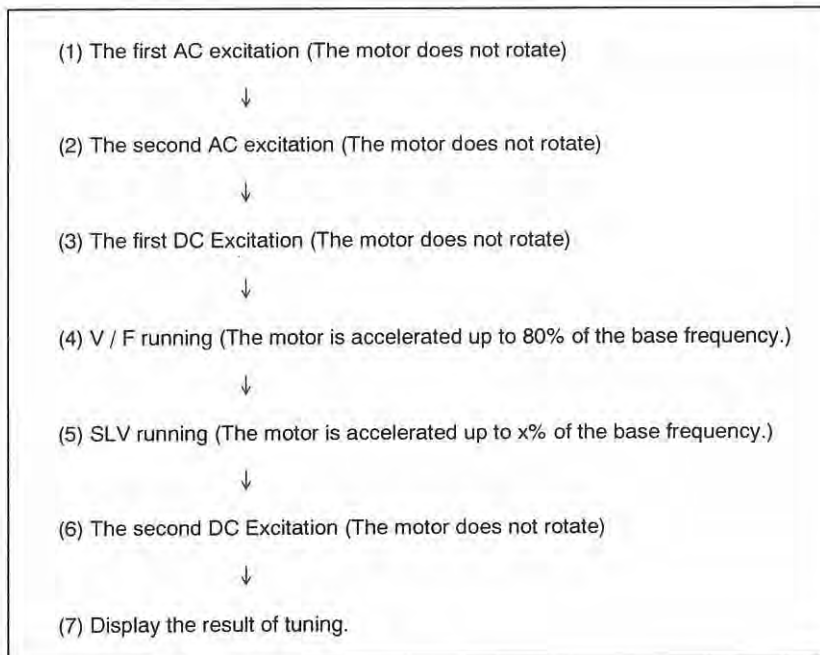 (1) The first AC excitation (The motor does not rotate)
↓
(2) The second AC excitation (The motor does not rotate)
↓
(3) The first DC Excitation (The motor does not rotate)
↓
(4) V / F running (The motor is accelerated up to 80% of the base frequency.)
↓
(5) SLV running (The motor is accelerated up to x% of the base frequency.)
↓
(6) The second DC Excitation (The motor does not rotate)
↓
(7) Display the result of tuning.